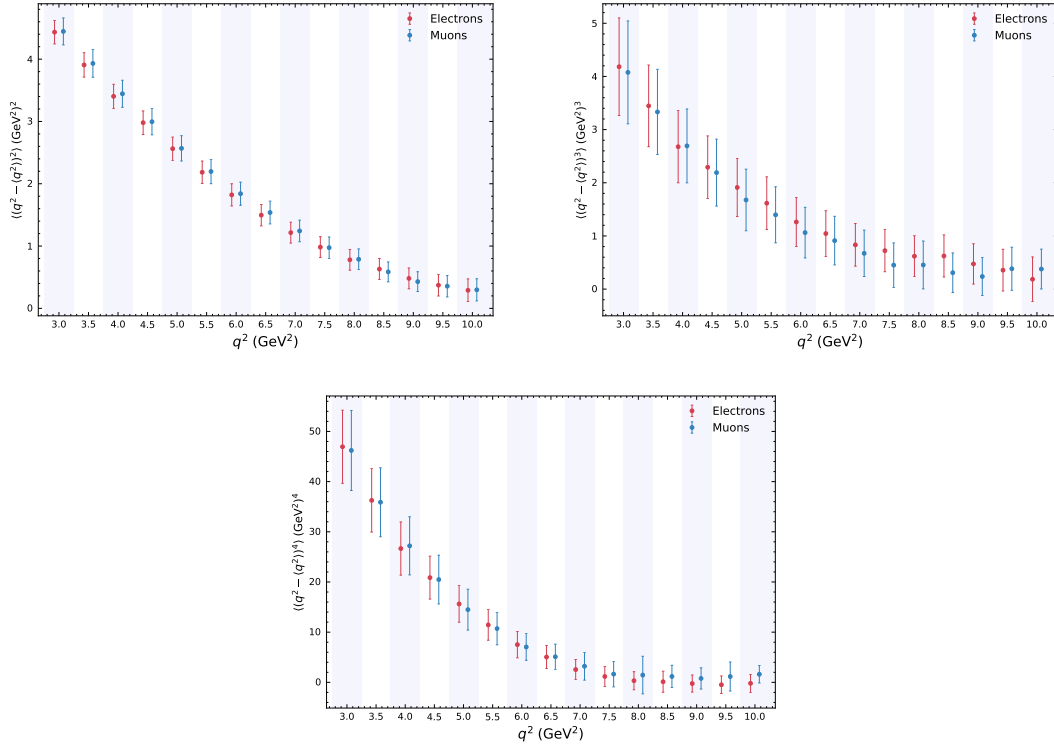 Electrons
Muons
⟨(q² − ⟨q²⟩)²⟩ (GeV²)²
4
3
2
1
0
3.0 3.5 4.0 4.5 5.0 5.5 6.0 6.5 7.0 7.5 8.0 8.5 9.0 9.5 10.0
q² (GeV²)
Electrons
Muons
⟨(q² − ⟨q²⟩)³⟩ (GeV²)³
5
4
3
2
1
0
3.0 3.5 4.0 4.5 5.0 5.5 6.0 6.5 7.0 7.5 8.0 8.5 9.0 9.5 10.0
q² (GeV²)
Electrons
Muons
⟨(q² − ⟨q²⟩)⁴⟩ (GeV²)⁴
50
40
30
20
10
0
3.0 3.5 4.0 4.5 5.0 5.5 6.0 6.5 7.0 7.5 8.0 8.5 9.0 9.5 10.0
q² (GeV²)